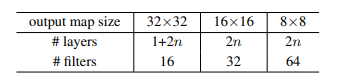 output map size 32×32 16×16 8×8
# layers 1+2n 2n 2n
# filters 16 32 64